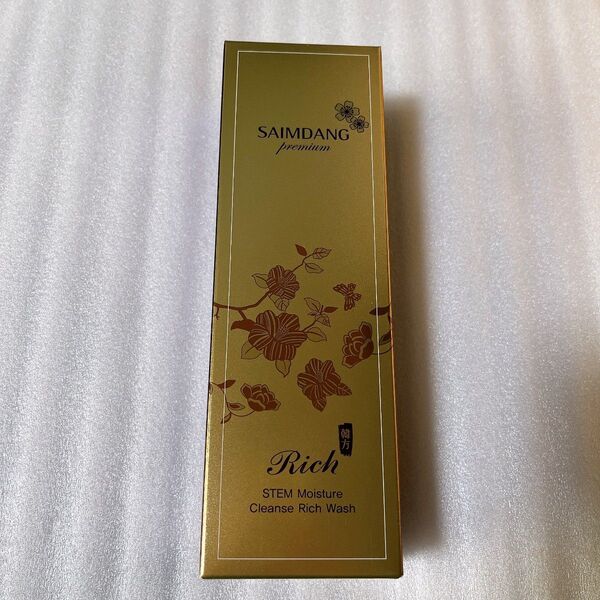 SAIMDANG
premium
韓方
Rich
STEM Moisture
Cleanse Rich Wash